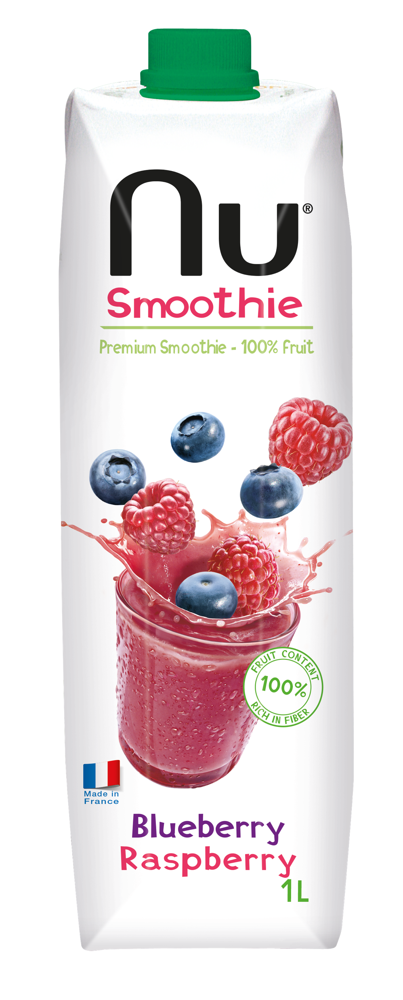 nu®
Smoothie
Premium Smoothie - 100% Fruit
FRUIT CONTENT
100%
RICH IN FIBER
Made in
France
Blueberry
Raspberry
1L